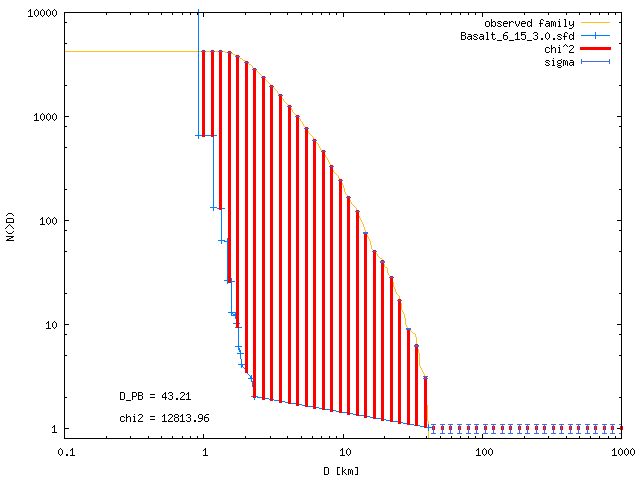 10000
1000
100
10
1
N(>D)
observed family
Basalt_6_15_3.0.sfd
chi^2
sigma
D_PB = 43.21
chi2 = 12813.96
0.1 1 10 100 1000
D [km]